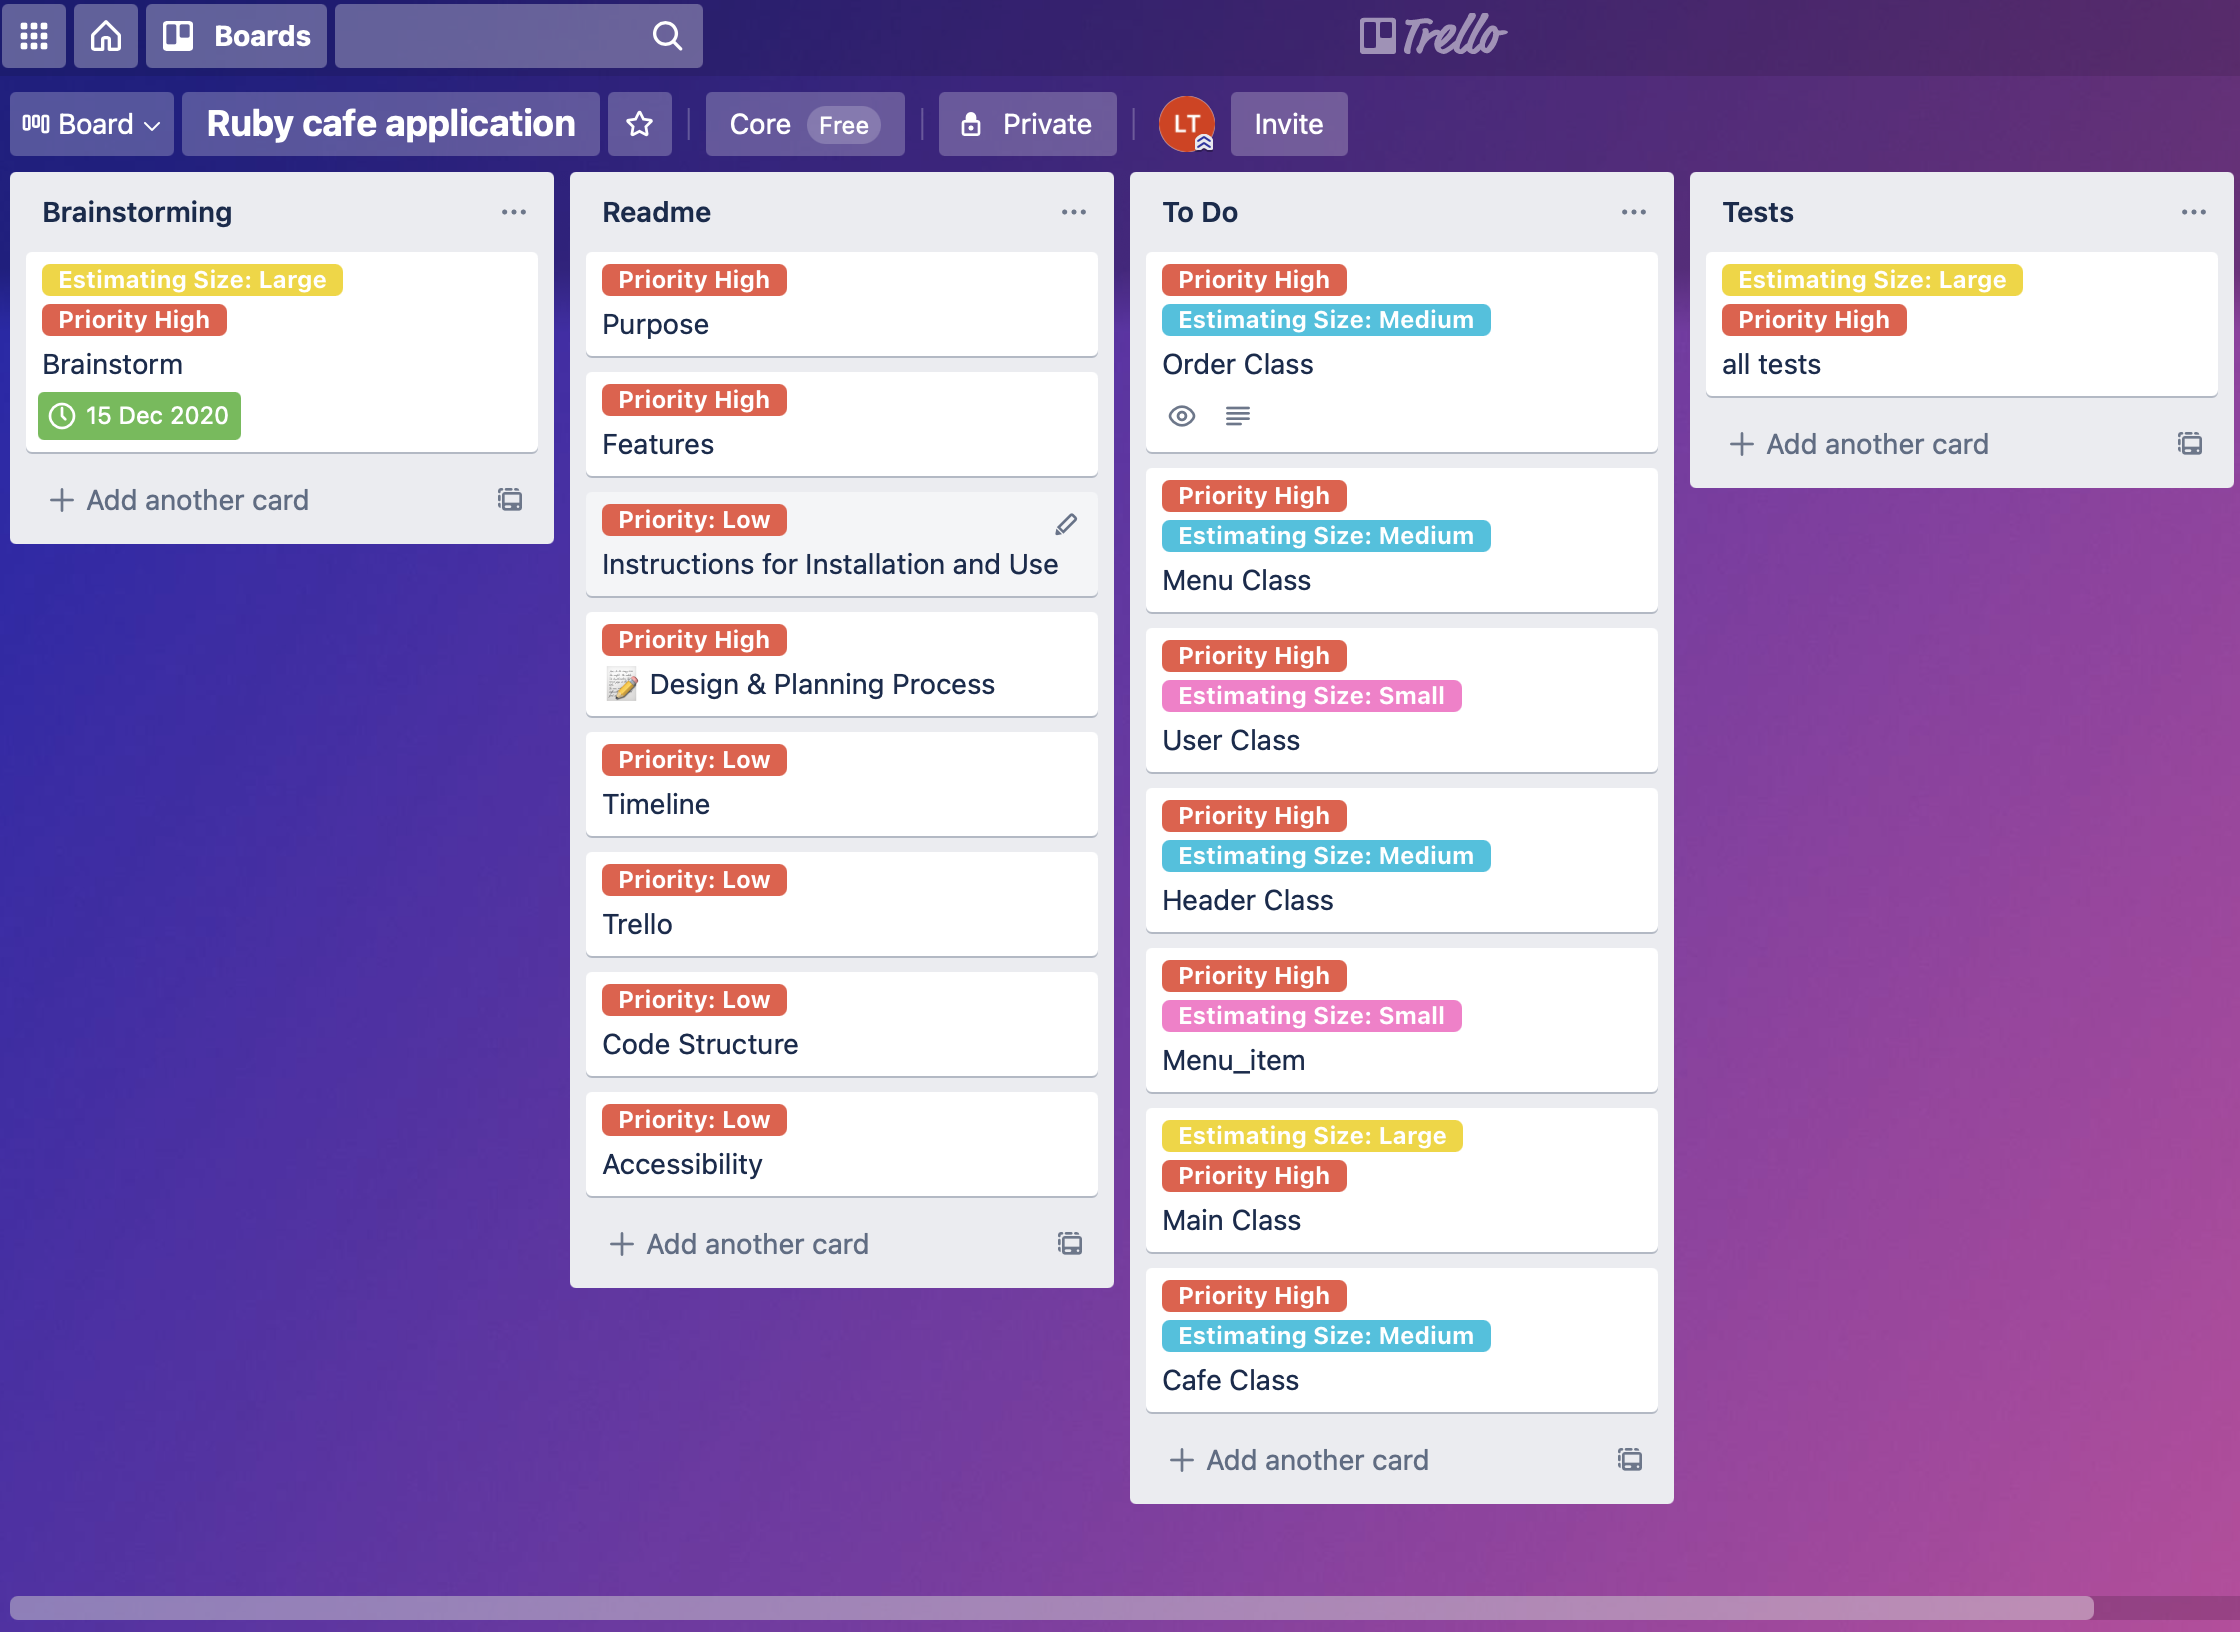 Boards
Trello
Board
Ruby cafe application
Core Free
Private
LT
Invite
Brainstorming
Estimating Size: Large
Priority High
Brainstorm
15 Dec 2020
Add another card
Readme
Priority High
Purpose
Priority High
Features
Priority: Low
Instructions for Installation and Use
Priority High
Design & Planning Process
Priority: Low
Timeline
Priority: Low
Trello
Priority: Low
Code Structure
Priority: Low
Accessibility
Add another card
To Do
Priority High
Estimating Size: Medium
Order Class
Priority High
Estimating Size: Medium
Menu Class
Priority High
Estimating Size: Small
User Class
Priority High
Estimating Size: Medium
Header Class
Priority High
Estimating Size: Small
Menu_item
Estimating Size: Large
Priority High
Main Class
Priority High
Estimating Size: Medium
Cafe Class
Add another card
Tests
Estimating Size: Large
Priority High
all tests
Add another card